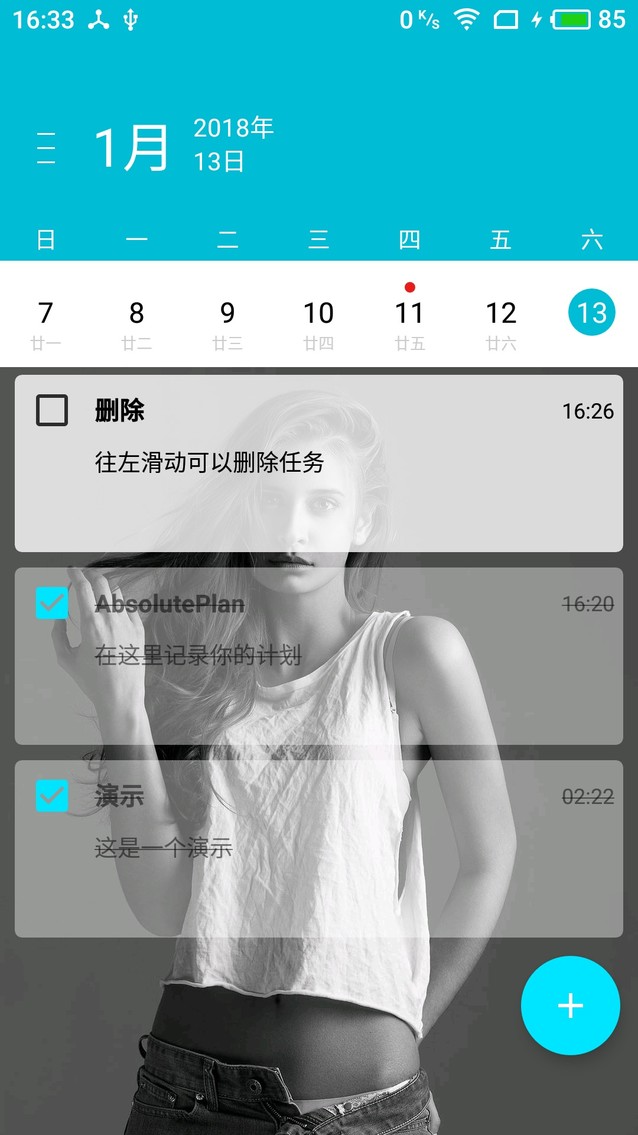 16:33 0 K/s 85
1月 2018年
13日
日 一 二 三 四 五 六
7 8 9 10 11 12 13
廿一 廿二 廿三 廿四 廿五 廿六
删除 16:26
往左滑动可以删除任务
AbsolutePlan 16:20
在这里记录你的计划
演示 02:22
这是一个演示
+